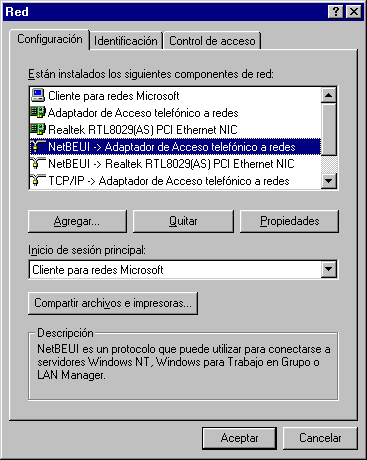 Red
Configuración Identificación Control de acceso
Están instalados los siguientes componentes de red:
Cliente para redes Microsoft
Adaptador de Acceso telefónico a redes
Realtek RTL8029(AS) PCI Ethernet NIC
NetBEUI -> Adaptador de Acceso telefónico a redes
NetBEUI -> Realtek RTL8029(AS) PCI Ethernet NIC
TCP/IP -> Adaptador de Acceso telefónico a redes
Agregar... Quitar Propiedades
Inicio de sesión principal:
Cliente para redes Microsoft
Compartir archivos e impresoras...
Descripción
NetBEUI es un protocolo que puede utilizar para conectarse a
servidores Windows NT, Windows para Trabajo en Grupo o
LAN Manager.
Aceptar Cancelar